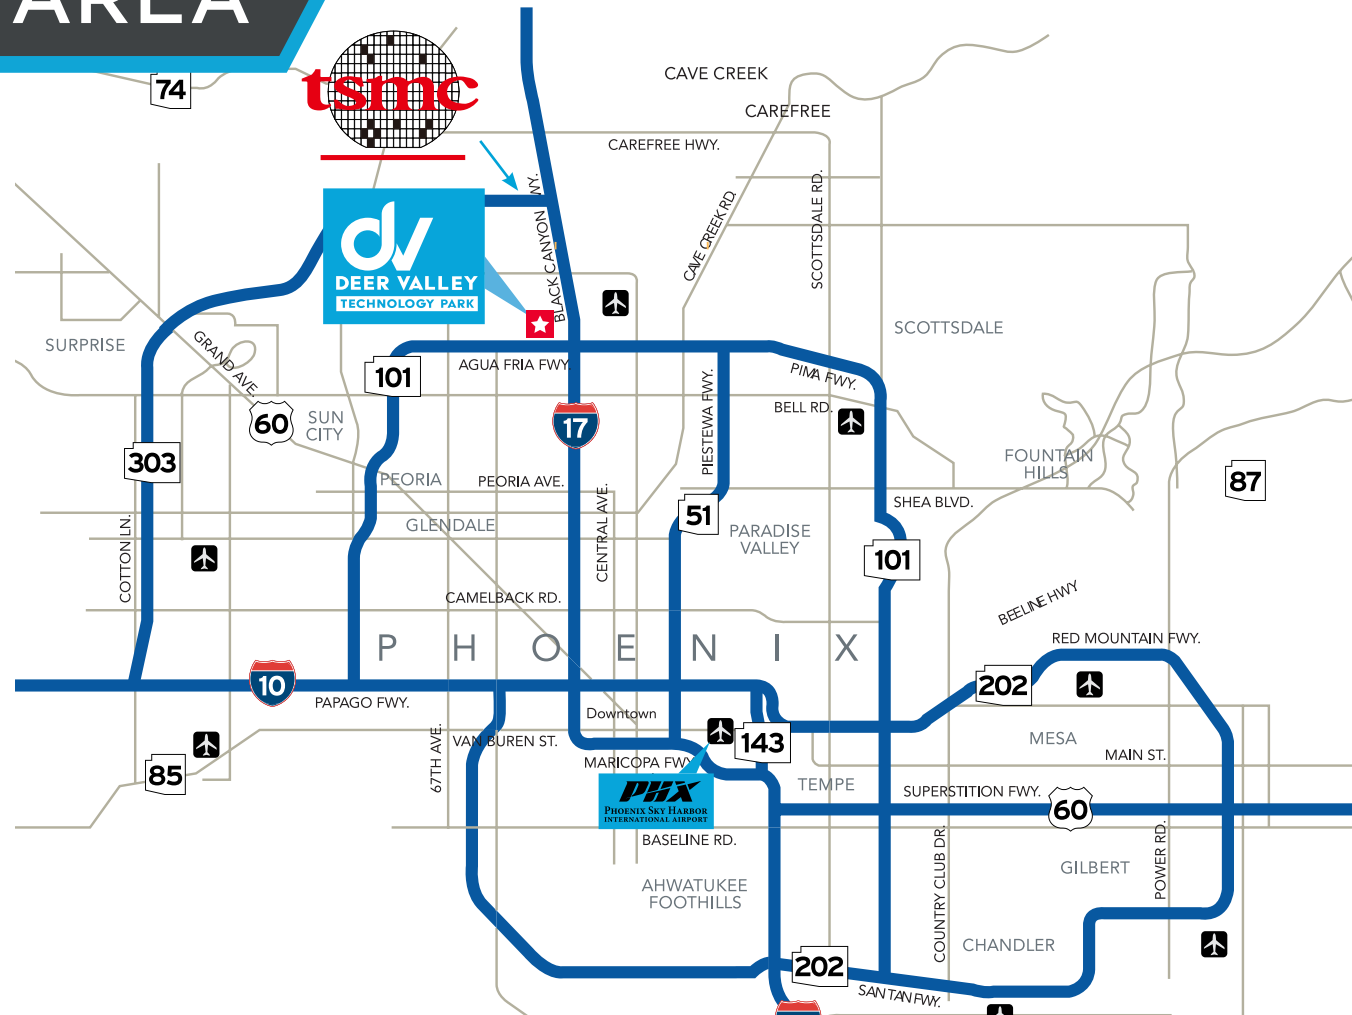 AREA
74
tsmc
CAVE CREEK
CAREFREE
CAREFREE HWY.
BLACK CANYON HWY.
CAVE CREEK RD.
SCOTTSDALE RD.
dv
DEER VALLEY
TECHNOLOGY PARK
SURPRISE
GRAND AVE.
SCOTTSDALE
AGUA FRIA FWY.
101
PIMA FWY.
PIESTEWA FWY.
BELL RD.
60
SUN
CITY
17
303
PEORIA
PEORIA AVE.
FOUNTAIN
HILLS
87
SHEA BLVD.
51
GLENDALE
CENTRAL AVE.
PARADISE
VALLEY
COTTON LN.
101
CAMELBACK RD.
BEELINE HWY
PHOENIX
RED MOUNTAIN FWY.
10
202
PAPAGO FWY.
Downtown
67TH AVE.
VAN BUREN ST.
143
MESA
MAIN ST.
MARICOPA FWY
85
TEMPE
PHX
PHOENIX SKY HARBOR
INTERNATIONAL AIRPORT
SUPERSTITION FWY.
60
BASELINE RD.
COUNTRY CLUB DR.
POWER RD.
GILBERT
AHWATUKEE
FOOTHILLS
CHANDLER
202
SAN TAN FWY.